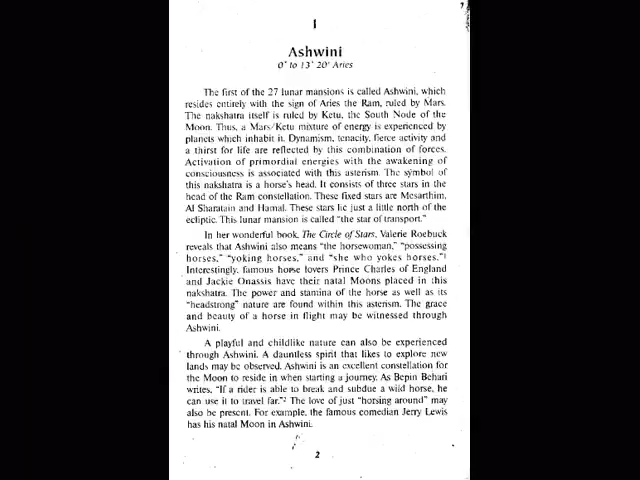 1
Ashwini
0° to 13° 20' Aries
The first of the 27 lunar mansions is called Ashwini, which
resides entirely with the sign of Aries the Ram, ruled by Mars.
The nakshatra itself is ruled by Ketu, the South Node of the
Moon. Thus, a Mars/Ketu mixture of energy is experienced by
planets which inhabit it. Dynamism, tenacity, fierce activity and
a thirst for life are reflected by this combination of forces.
Activation of primordial energies with the awakening of
consciousness is associated with this asterism. The symbol of
this nakshatra is a horse's head. It consists of three stars in the
head of the Ram constellation. These fixed stars are Mesarthim,
Al Sharatain and Hamal. These stars lie just a little north of the
ecliptic. This lunar mansion is called "the star of transport."
In her wonderful book, The Circle of Stars, Valerie Roebuck
reveals that Ashwini also means "the horsewoman," "possessing
horses," "yoking horses," and "she who yokes horses."1
Interestingly, famous horse lovers Prince Charles of England
and Jackie Onassis have their natal Moons placed in this
nakshatra. The power and stamina of the horse as well as its
"headstrong" nature are found within this asterism. The grace
and beauty of a horse in flight may be witnessed through
Ashwini.
A playful and childlike nature can also be experienced
through Ashwini. A dauntless spirit that likes to explore new
lands may be observed. Ashwini is an excellent constellation for
the Moon to reside in when starting a journey. As Bepin Behari
writes, "If a rider is able to break and subdue a wild horse, he
can use it to travel far."2 The love of just "horsing around" may
also be present. For example, the famous comedian Jerry Lewis
has his natal Moon in Ashwini.
2